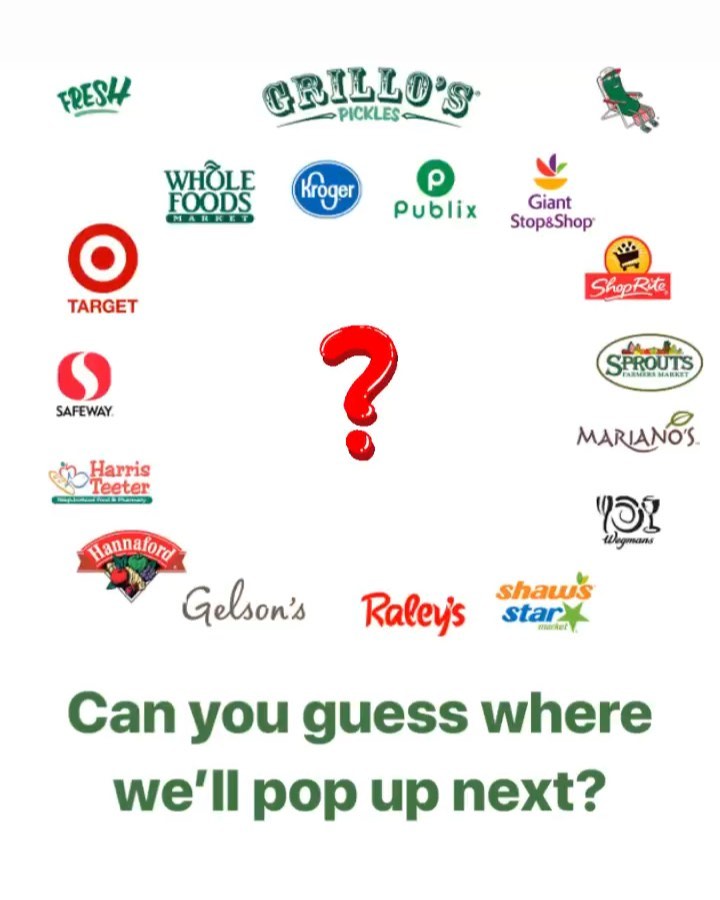 FRESH
GRILLO'S
PICKLES
WHOLE
FOODS
MARKET
Kroger
P
Publix
Giant
Stop&Shop
TARGET
ShopRite
SPROUTS
FARMERS MARKET
SAFEWAY
MARIANO'S
Harris
Teeter
Neighborhood Food & Pharmacy
Wegmans
Hannaford
Gelson's
Raley's
shaw's
star
market
?
Can you guess where
we'll pop up next?